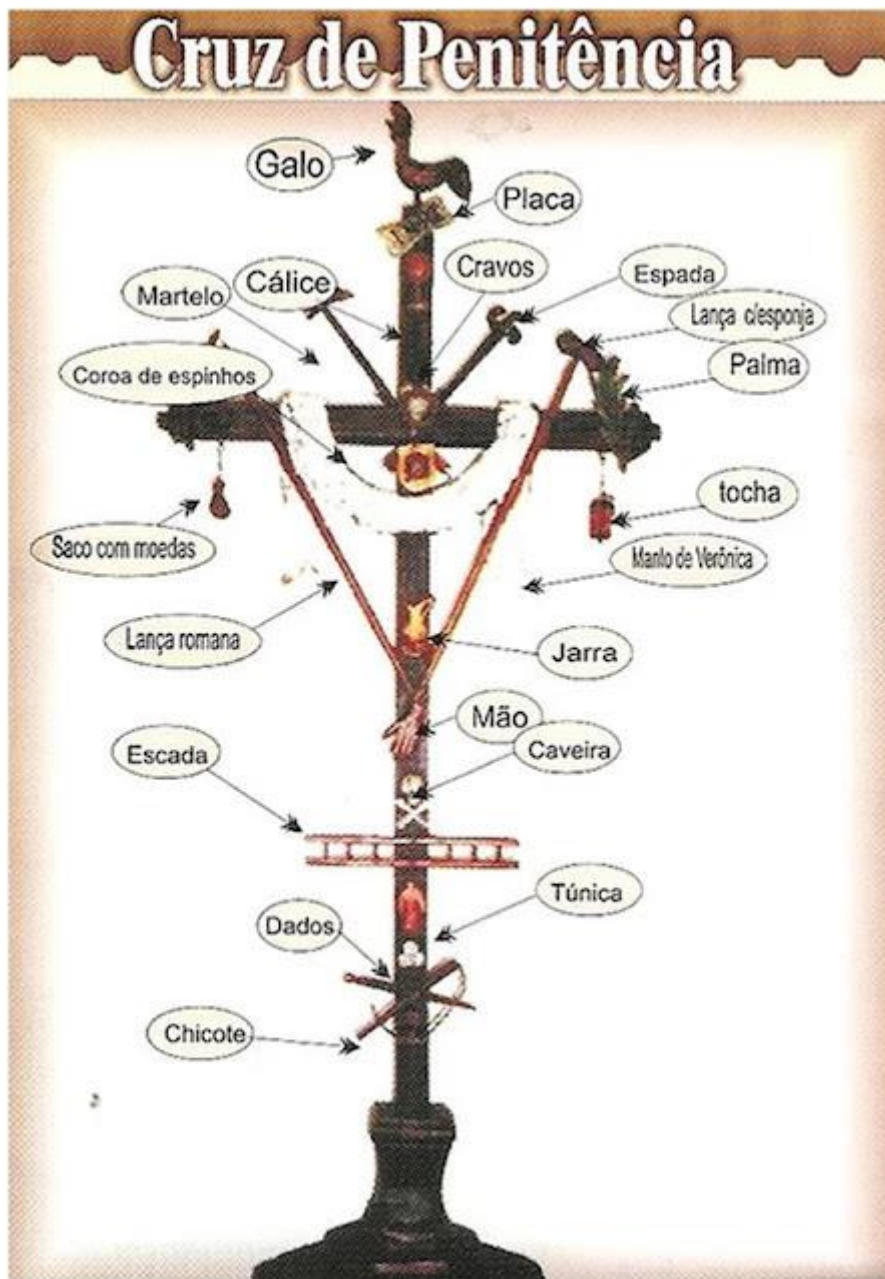 Cruz de Penitência
Galo
Placa
Cravos
Cálice
Espada
Martelo
Lança c/esponja
Palma
Coroa de espinhos
tocha
Saco com moedas
Manto de Verônica
Lança romana
Jarra
Mão
Caveira
Escada
Túnica
Dados
Chicote